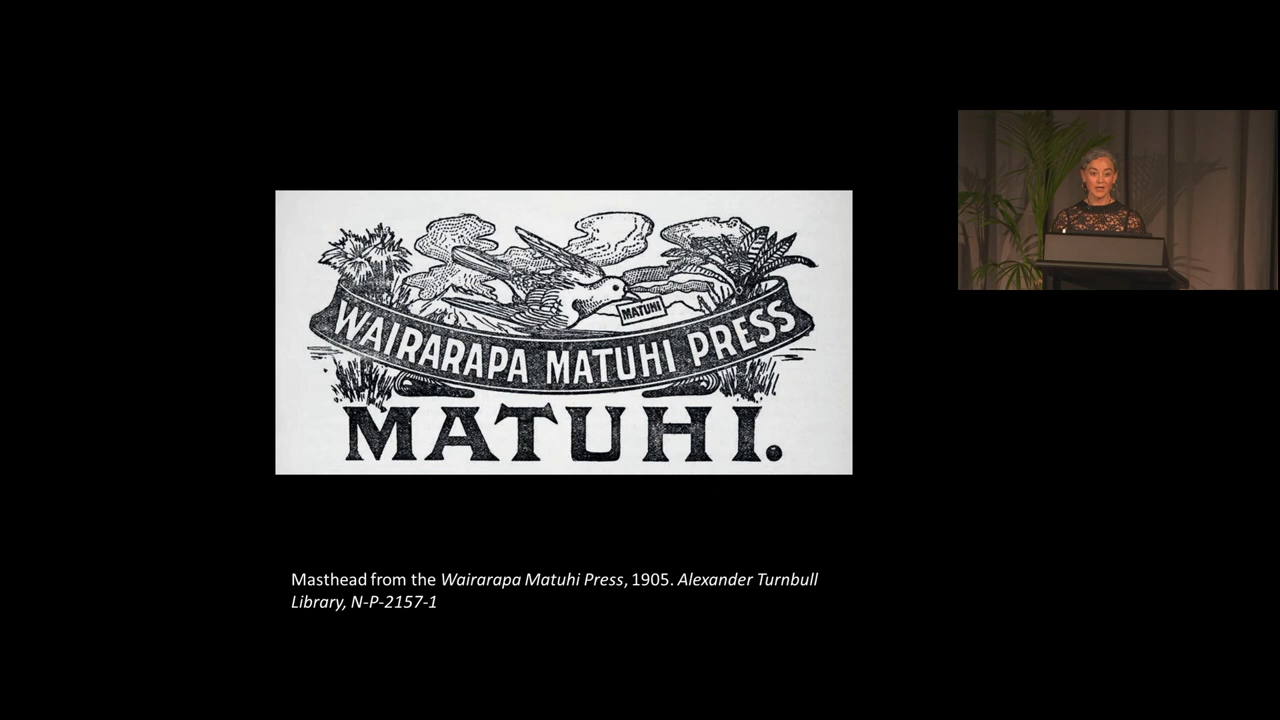 MATUHI
WAIRARAPA MATUHI PRESS
MATUHI.
Masthead from the Wairarapa Matuhi Press, 1905. Alexander Turnbull
Library, N-P-2157-1